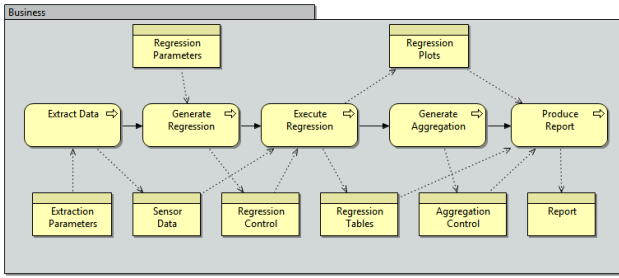 Business
Regression
Parameters
Regression
Plots
Extract Data
Generate
Regression
Execute
Regression
Generate
Aggregation
Produce
Report
Extraction
Parameters
Sensor
Data
Regression
Control
Regression
Tables
Aggregation
Control
Report